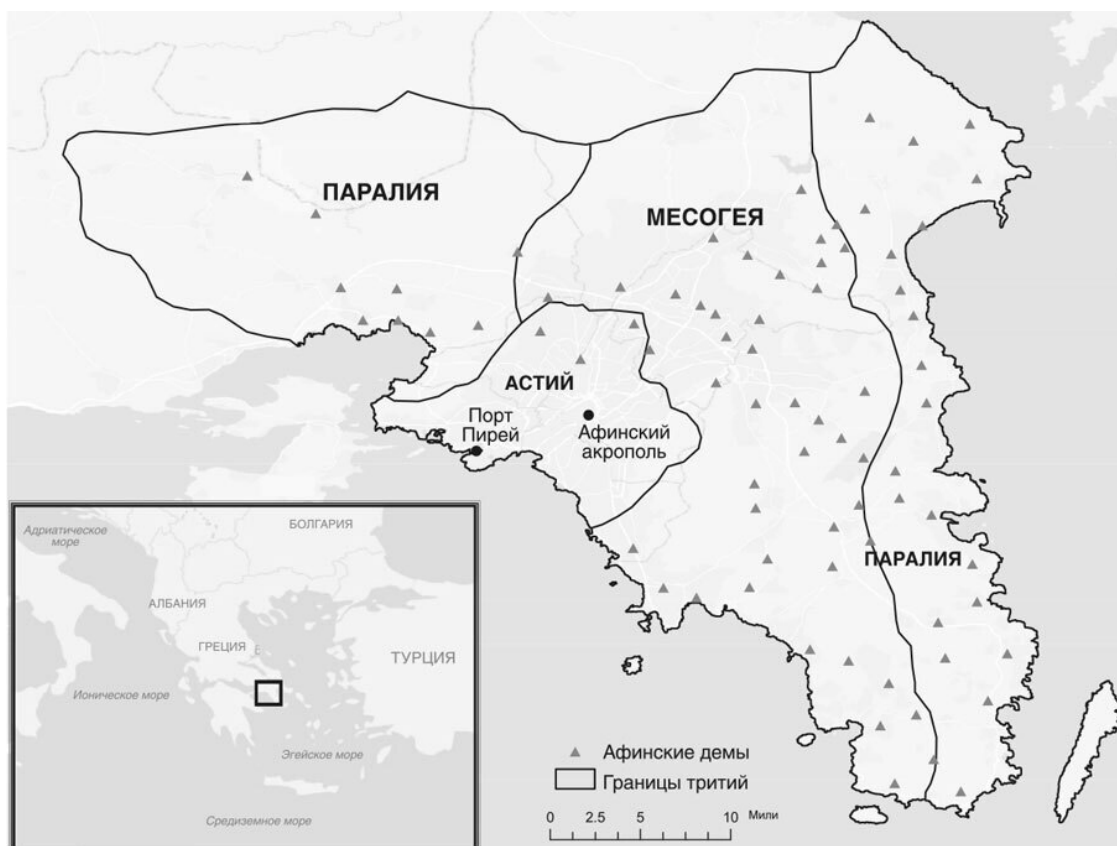 ПАРАЛИЯ
МЕСОГЕЯ
АСТИЙ
Порт
Пирей
Афинский
акрополь
ПАРАЛИЯ
Адриатическое
море
БОЛГАРИЯ
АЛБАНИЯ
ГРЕЦИЯ
ТУРЦИЯ
Ионическое море
Эгейское море
Средиземное море
Афинские демы
Границы тритий
0 2.5 5 10 Мили